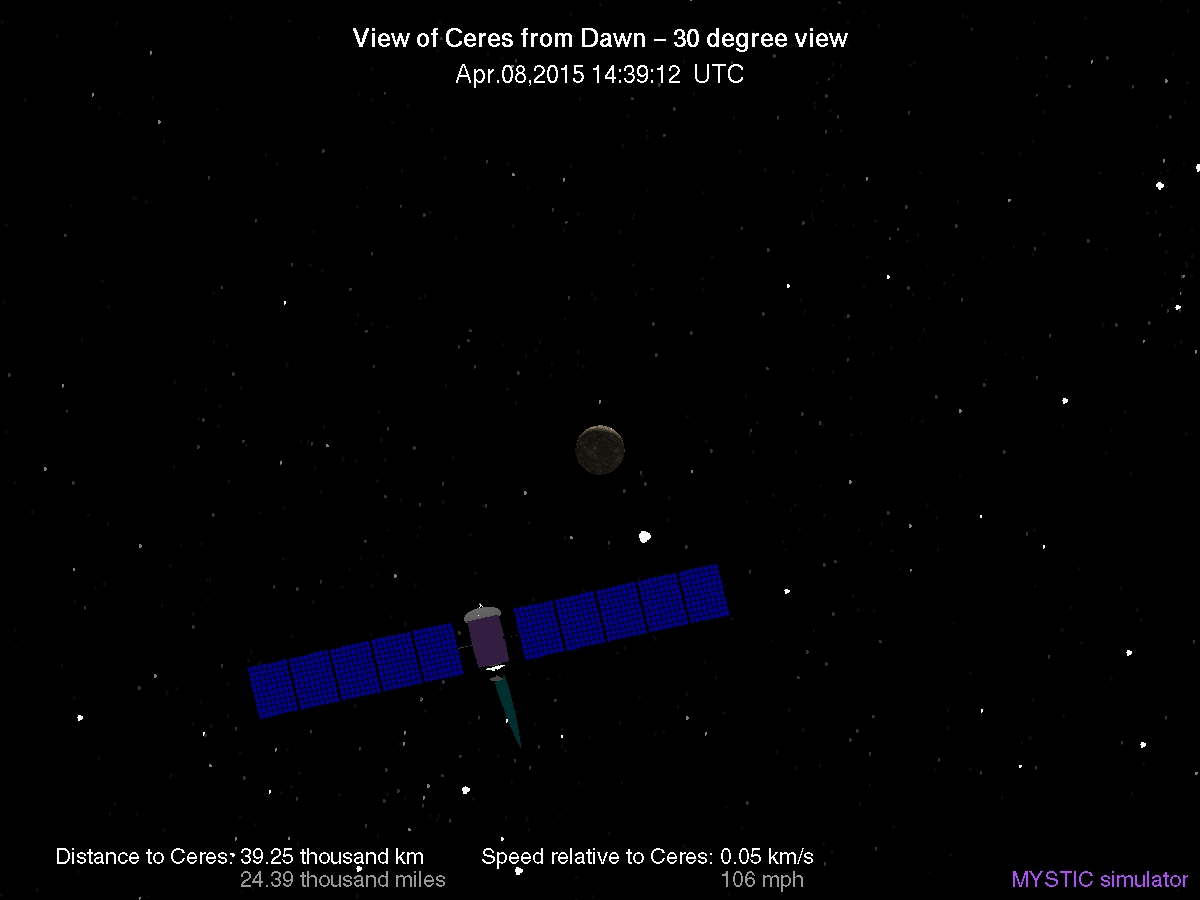 View of Ceres from Dawn – 30 degree view
Apr.08,2015 14:39:12 UTC
Distance to Ceres: 39.25 thousand km
24.39 thousand miles
Speed relative to Ceres: 0.05 km/s
106 mph
MYSTIC simulator